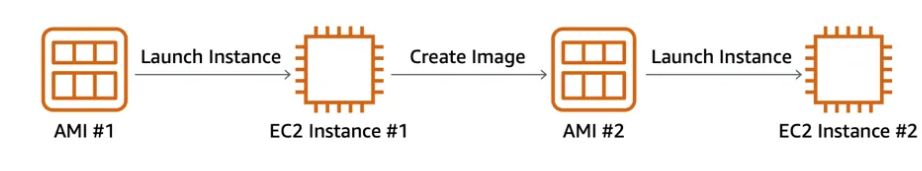 Launch Instance
Create Image
Launch Instance
AMI #1
EC2 Instance #1
AMI #2
EC2 Instance #2